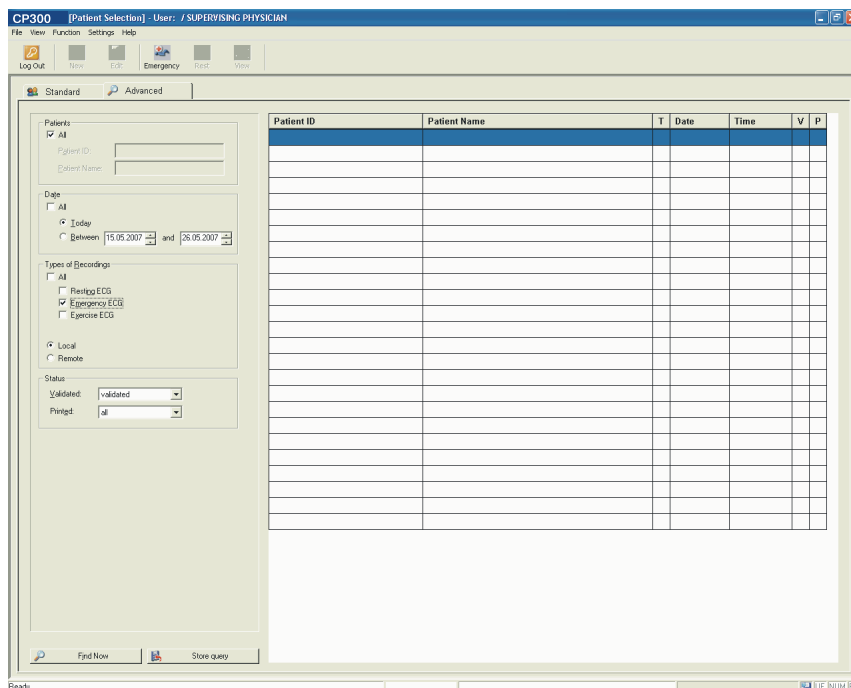 CP300 [Patient Selection] - User: / SUPERVISING PHYSICIAN
File View Function Settings Help
Log Out New Edit Emergency Rest View
Standard Advanced
Patients
All
Patient ID:
Patient Name:
Date
All
Today
Between 15.05.2007 and 26.05.2007
Types of Recordings
All
Resting ECG
Emergency ECG
Exercise ECG
Local
Remote
Status
Validated: validated
Printed: all
Find Now Store query
Patient ID Patient Name T Date Time V P
Ready NUM